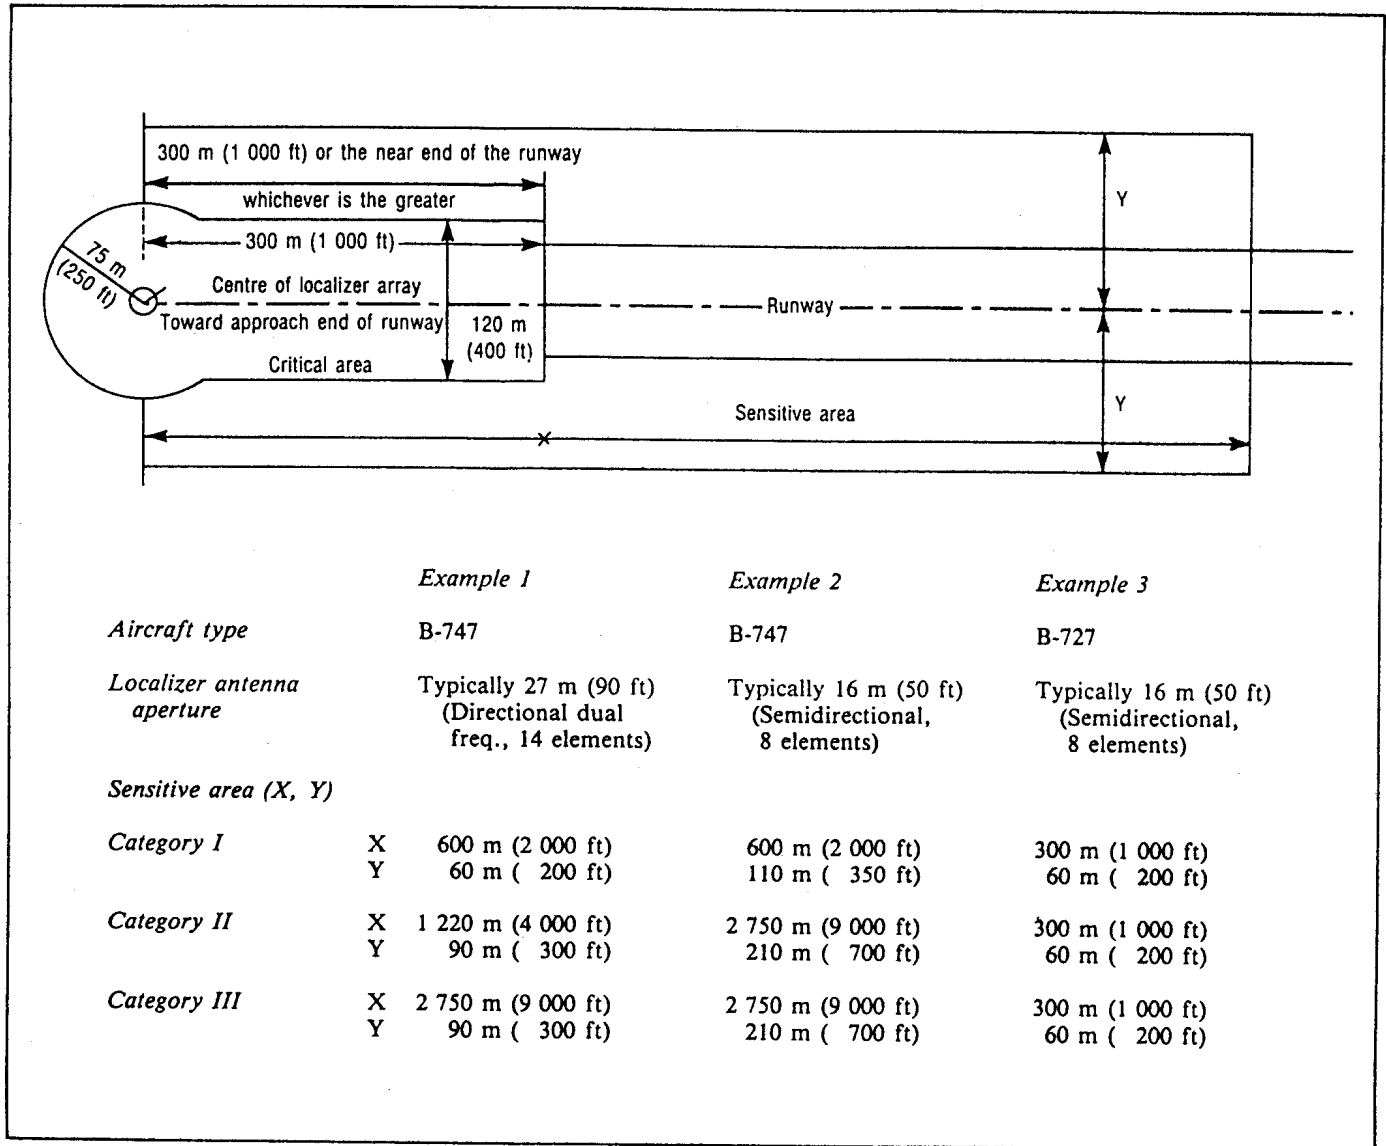 300 m (1 000 ft) or the near end of the runway
whichever is the greater
300 m (1 000 ft)
75 m
(250 ft)
Centre of localizer array
Toward approach end of runway
120 m
(400 ft)
Critical area
Runway
Y
Y
Sensitive area
X
Example 1 Example 2 Example 3
Aircraft type B-747 B-747 B-727
Localizer antenna Typically 27 m (90 ft) Typically 16 m (50 ft) Typically 16 m (50 ft)
aperture (Directional dual (Semidirectional, (Semidirectional,
freq., 14 elements) 8 elements) 8 elements)
Sensitive area (X, Y)
Category I X 600 m (2 000 ft) 600 m (2 000 ft) 300 m (1 000 ft)
Y 60 m ( 200 ft) 110 m ( 350 ft) 60 m ( 200 ft)
Category II X 1 220 m (4 000 ft) 2 750 m (9 000 ft) 300 m (1 000 ft)
Y 90 m ( 300 ft) 210 m ( 700 ft) 60 m ( 200 ft)
Category III X 2 750 m (9 000 ft) 2 750 m (9 000 ft) 300 m (1 000 ft)
Y 90 m ( 300 ft) 210 m ( 700 ft) 60 m ( 200 ft)